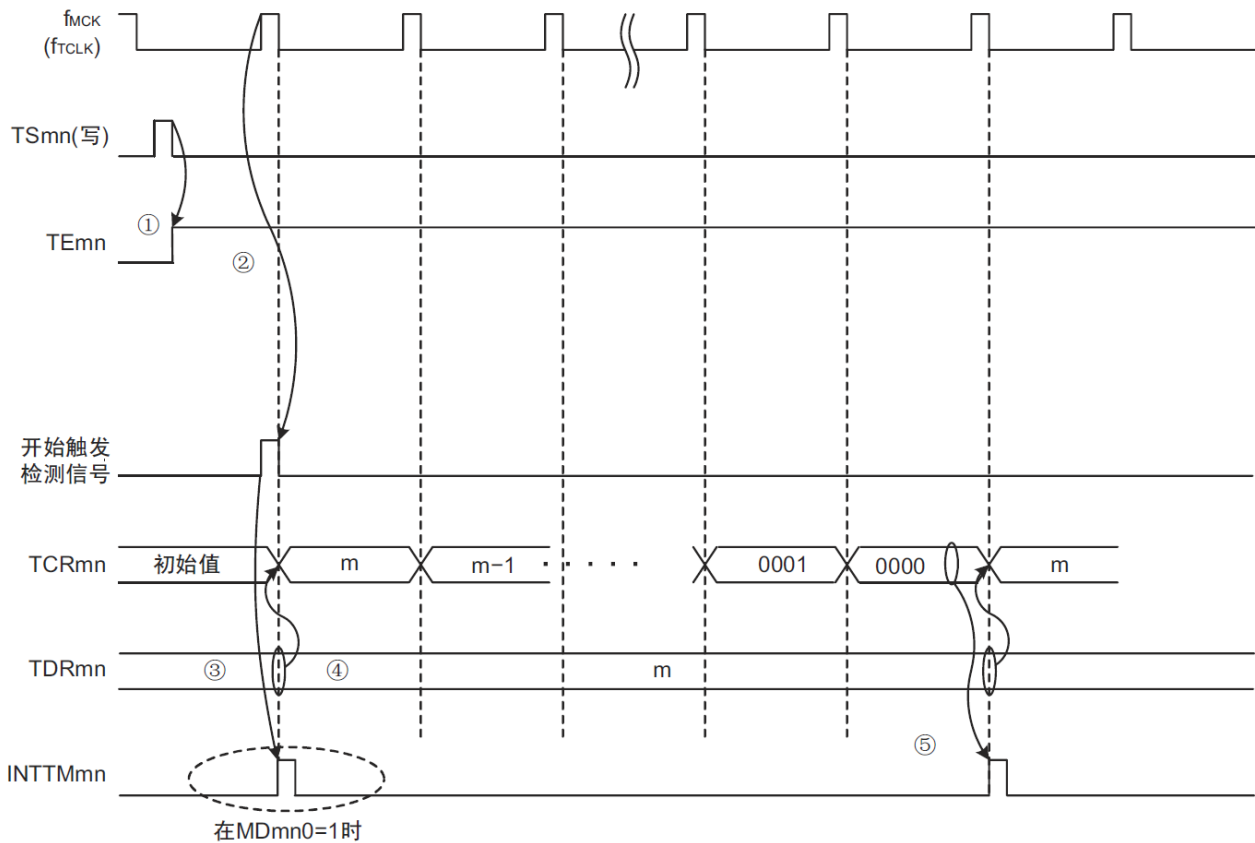 fMCK
(fTCLK)
TSmn(写)
①
TEmn
②
开始触发
检测信号
TCRmn 初始值 m m−1 ····· 0001 0000 m
TDRmn ③ ④ m
⑤
INTTMmn
在MDmn0=1时